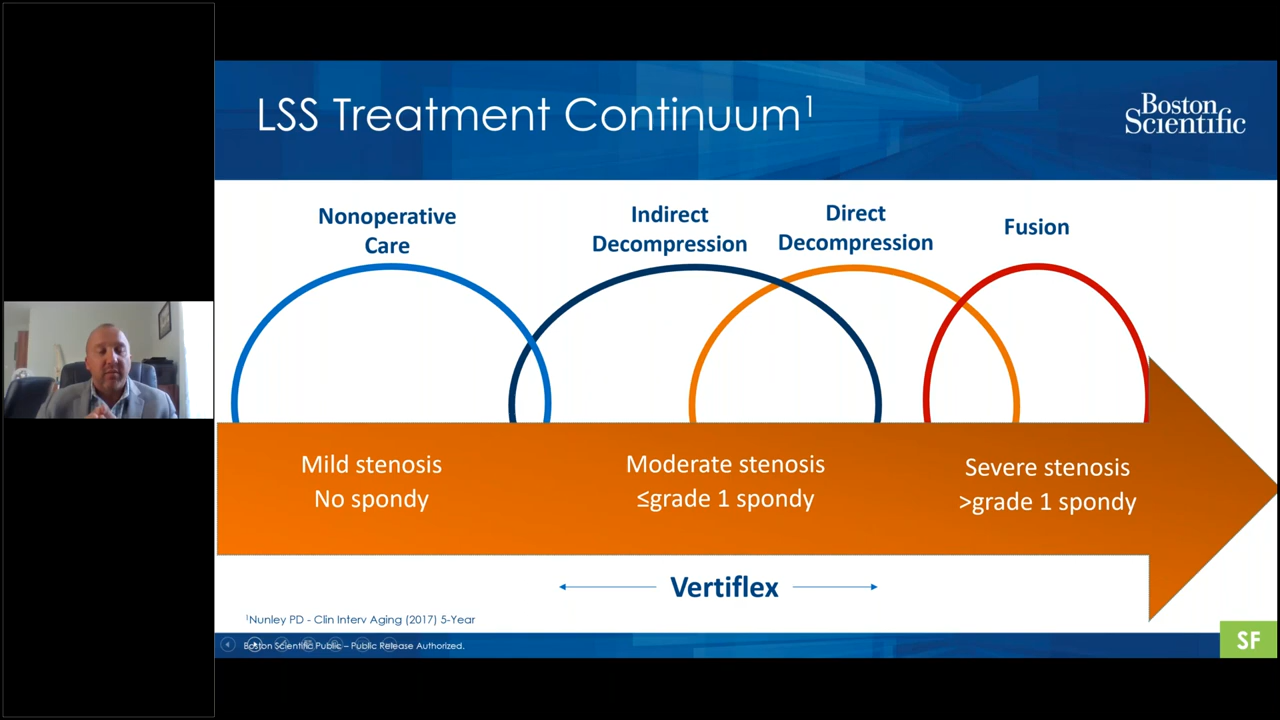 LSS Treatment Continuum1
Boston
Scientific
Nonoperative
Care
Indirect
Decompression
Direct
Decompression
Fusion
Mild stenosis
No spondy
Moderate stenosis
≤grade 1 spondy
Severe stenosis
>grade 1 spondy
Vertiflex
1Nunley PD - Clin Interv Aging (2017) 5-Year
Boston Scientific Public – Public Release Authorized.
SF